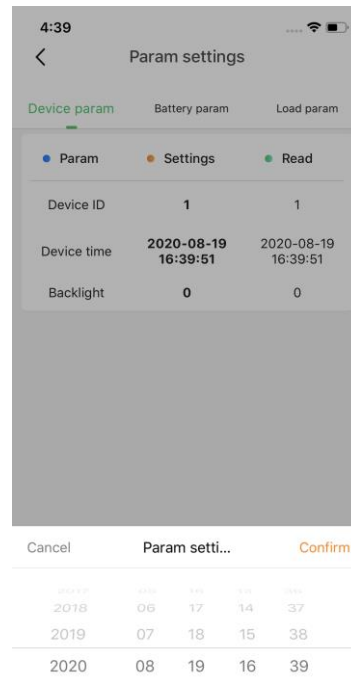 4:39
Param settings
Device param Battery param Load param
Param Settings Read
Device ID 1 1
Device time 2020-08-19 16:39:51 2020-08-19 16:39:51
Backlight 0 0
Cancel Param setti... Confirm
2018 06 17 14 37
2019 07 18 15 38
2020 08 19 16 39